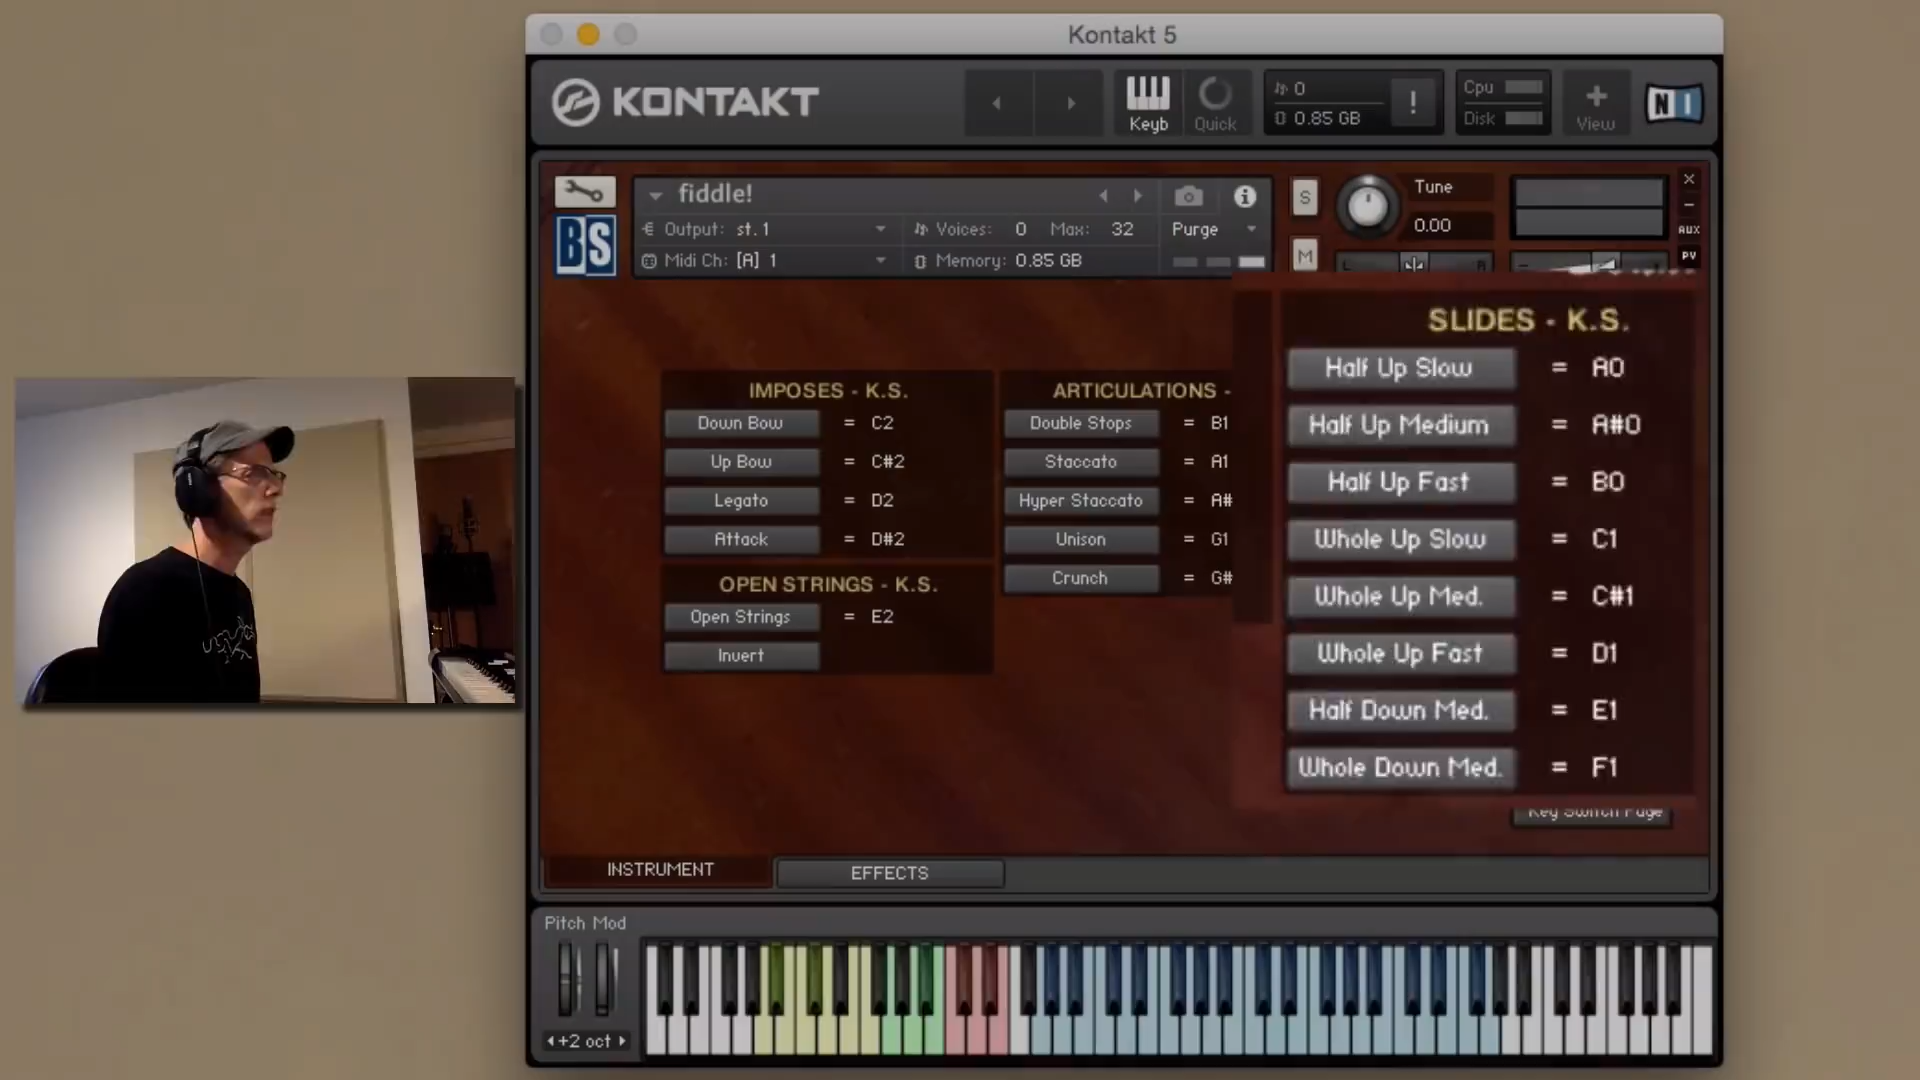 Kontakt 5
KONTAKT
Keyb
Quick
0
0.85 GB
!
Cpu
Disk
View
NI
BS
fiddle!
Output: st.1
Voices: 0 Max: 32
Purge
Midi Ch: [A] 1
Memory: 0.85 GB
S
M
Tune
0.00
L R
AUX
PV
IMPOSES - K.S.
Down Bow = C2
Up Bow = C#2
Legato = D2
Attack = D#2
OPEN STRINGS - K.S.
Open Strings = E2
Invert
ARTICULATIONS -
Double Stops = B1
Staccato = A1
Hyper Staccato = A#
Unison = G1
Crunch = G#
SLIDES - K.S.
Half Up Slow = A0
Half Up Medium = A#0
Half Up Fast = B0
Whole Up Slow = C1
Whole Up Med. = C#1
Whole Up Fast = D1
Half Down Med. = E1
Whole Down Med. = F1
Key Switch Page
INSTRUMENT
EFFECTS
Pitch Mod
+2 oct